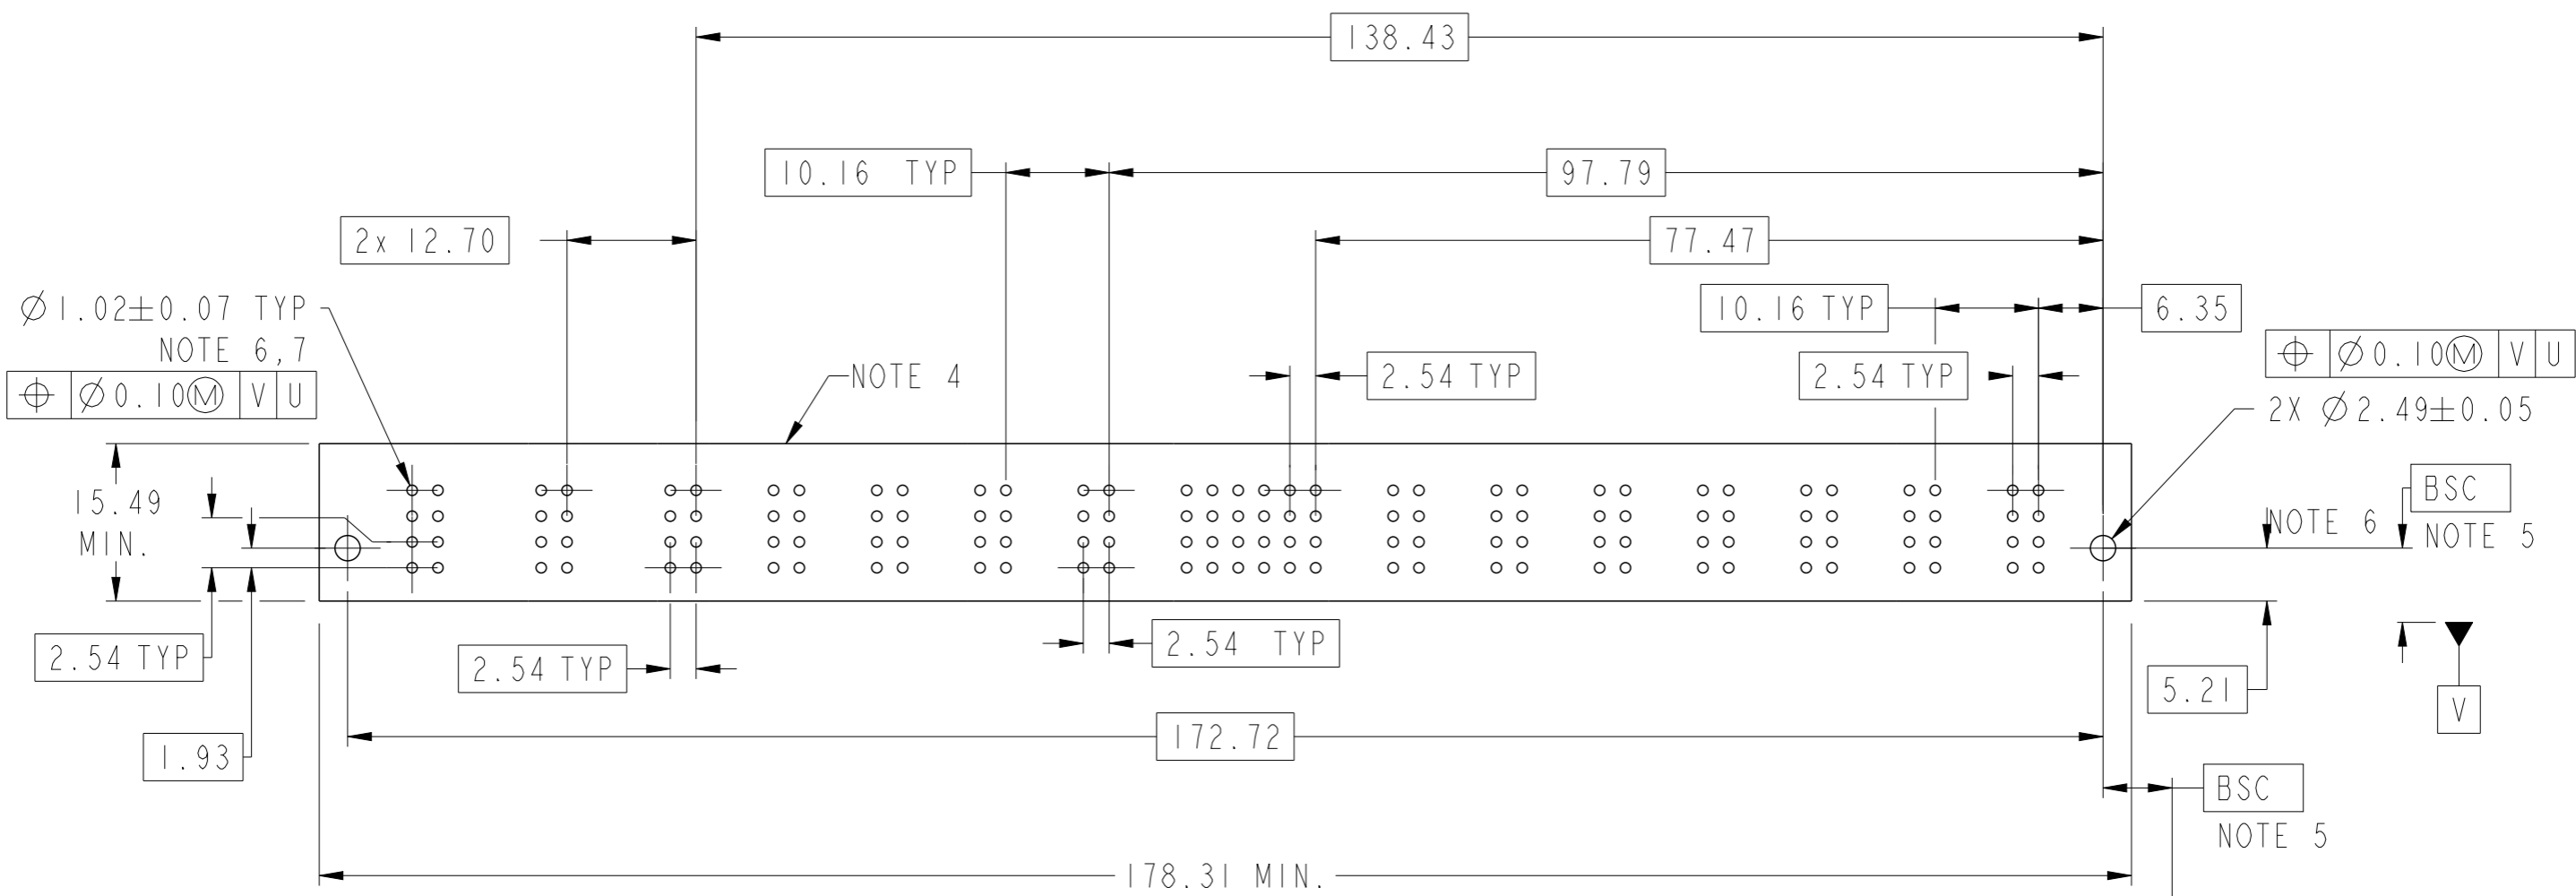 138.43
10.16 TYP
97.79
2x 12.70
77.47
Ø1.02±0.07 TYP
NOTE 6,7
⌖ Ø0.10Ⓜ V U
10.16 TYP
6.35
NOTE 4
2.54 TYP
2.54 TYP
⌖ Ø0.10Ⓜ V U
2X Ø2.49±0.05
15.49
MIN.
BSC
NOTE 5
NOTE 6
2.54 TYP
2.54 TYP
2.54 TYP
5.21
V
1.93
172.72
BSC
NOTE 5
178.31 MIN.